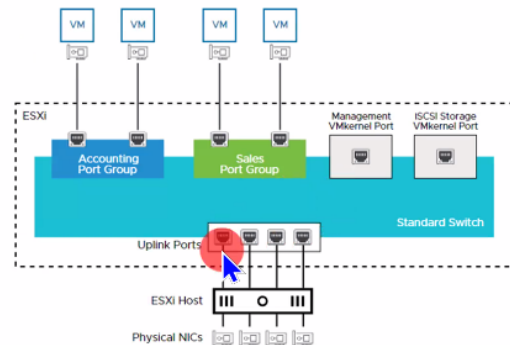 VM
VM
VM
VM
ESXi
Management
VMkernel Port
ISCSI Storage
VMkernel Port
Accounting
Port Group
Sales
Port Group
Standard Switch
Uplink Ports
ESXi Host
Physical NICs